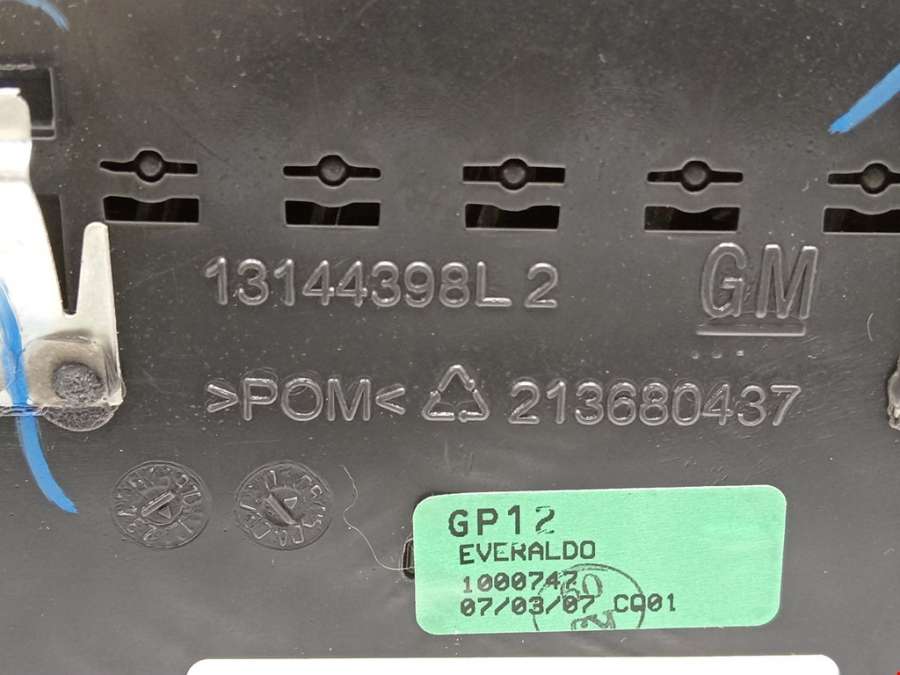 13144398L 2
GM
>POM< 213680437
GP12
EVERALDO
1000747
07/03/07 CQ01